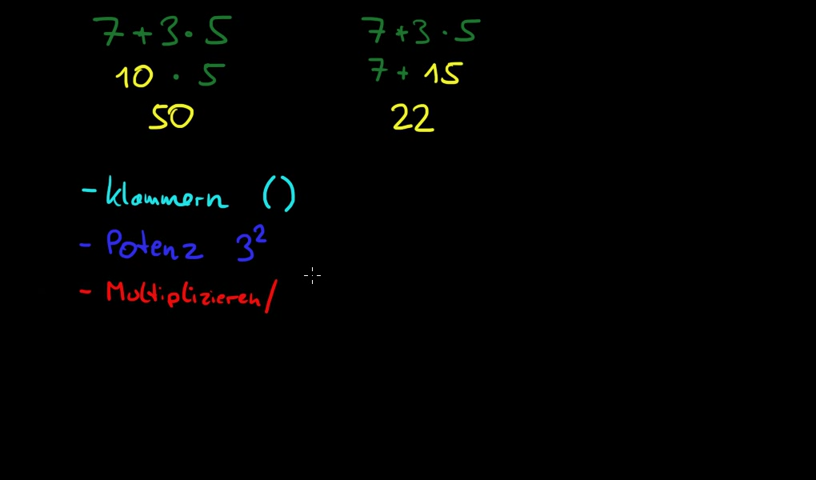 7+3·5
10·5
50
7+3·5
7+15
22
- Klammern ()
- Potenz 3²
- Multiplizieren/